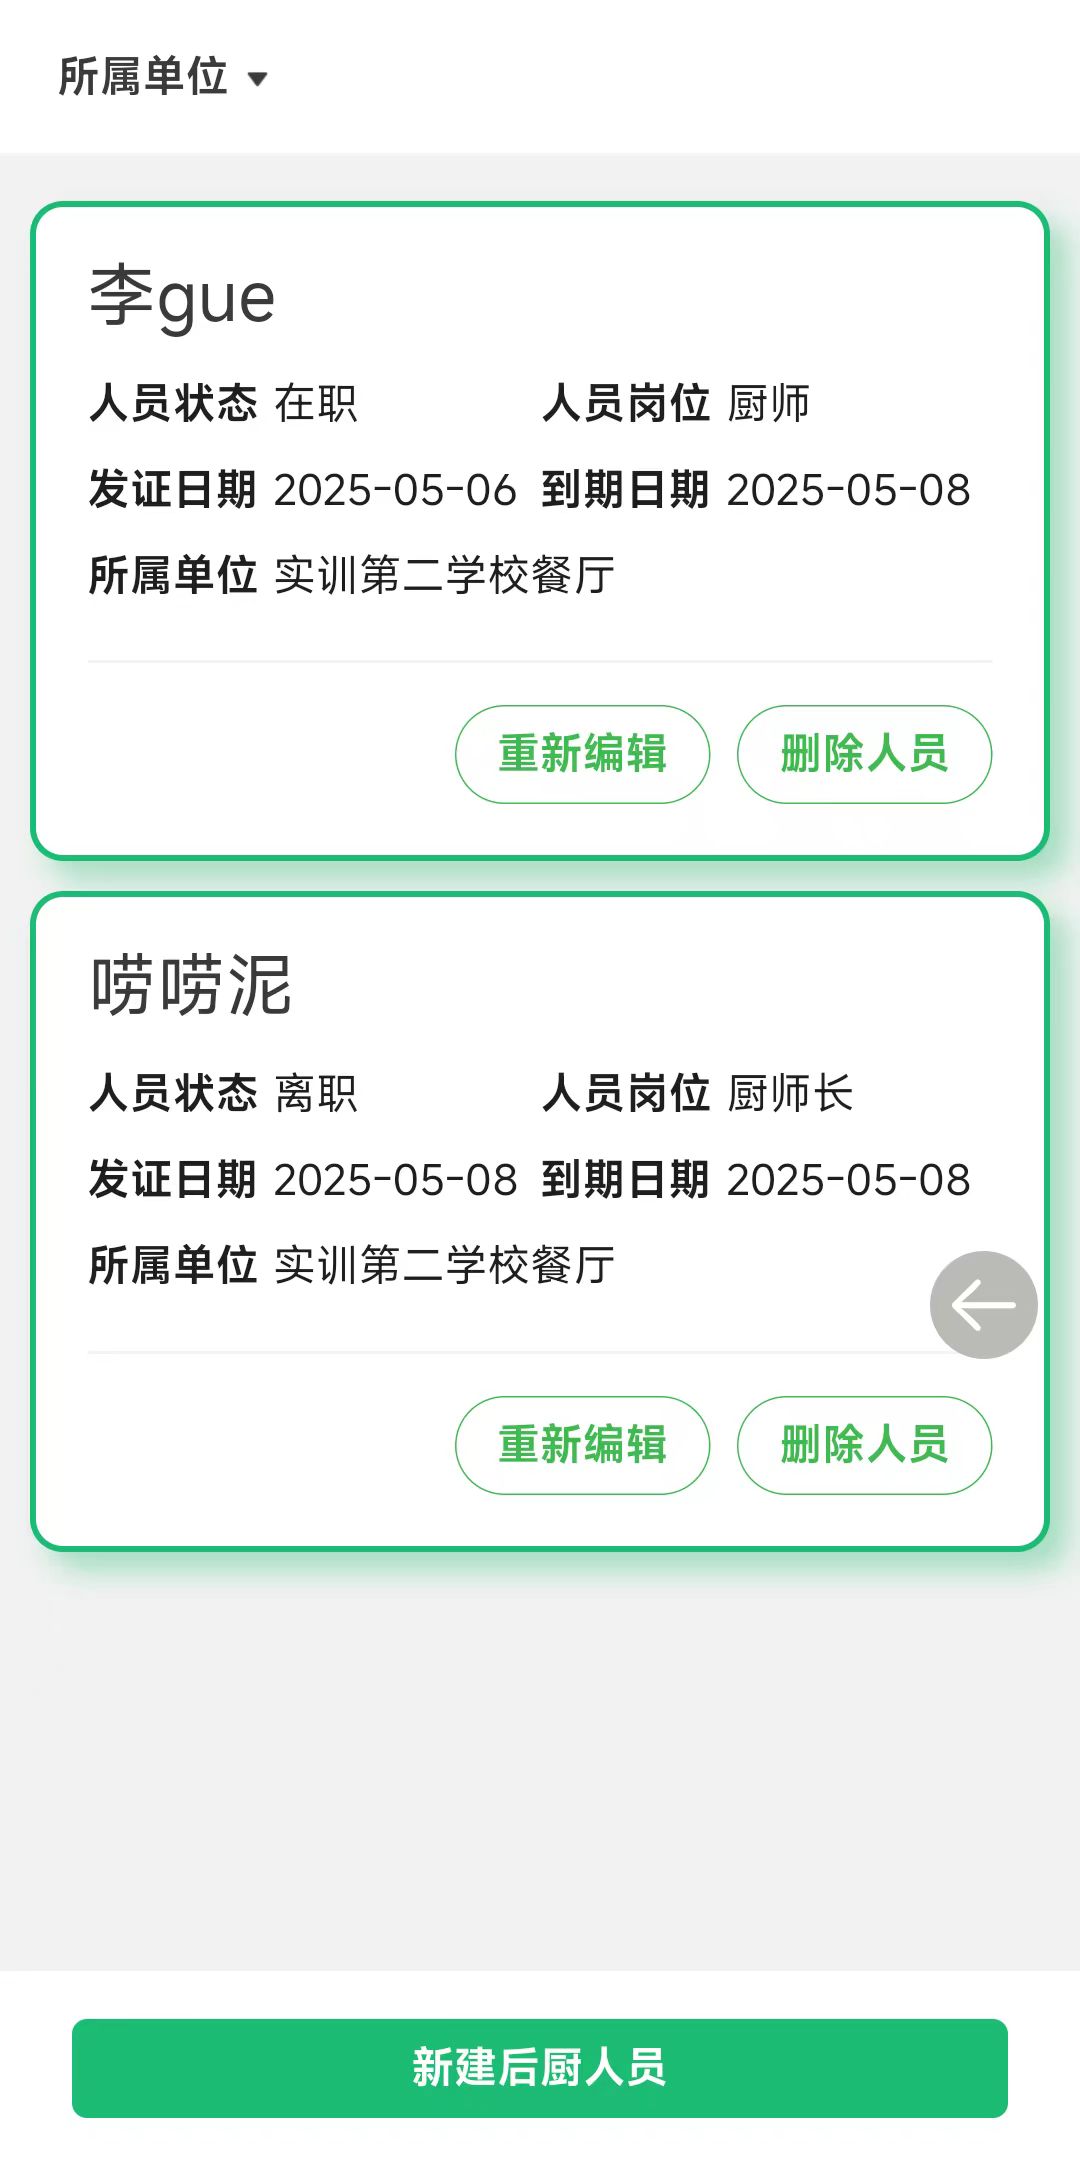 所属单位
李gue
人员状态 在职 人员岗位 厨师
发证日期 2025-05-06 到期日期 2025-05-08
所属单位 实训第二学校餐厅
重新编辑 删除人员
唠唠泥
人员状态 离职 人员岗位 厨师长
发证日期 2025-05-08 到期日期 2025-05-08
所属单位 实训第二学校餐厅
重新编辑 删除人员
新建后厨人员